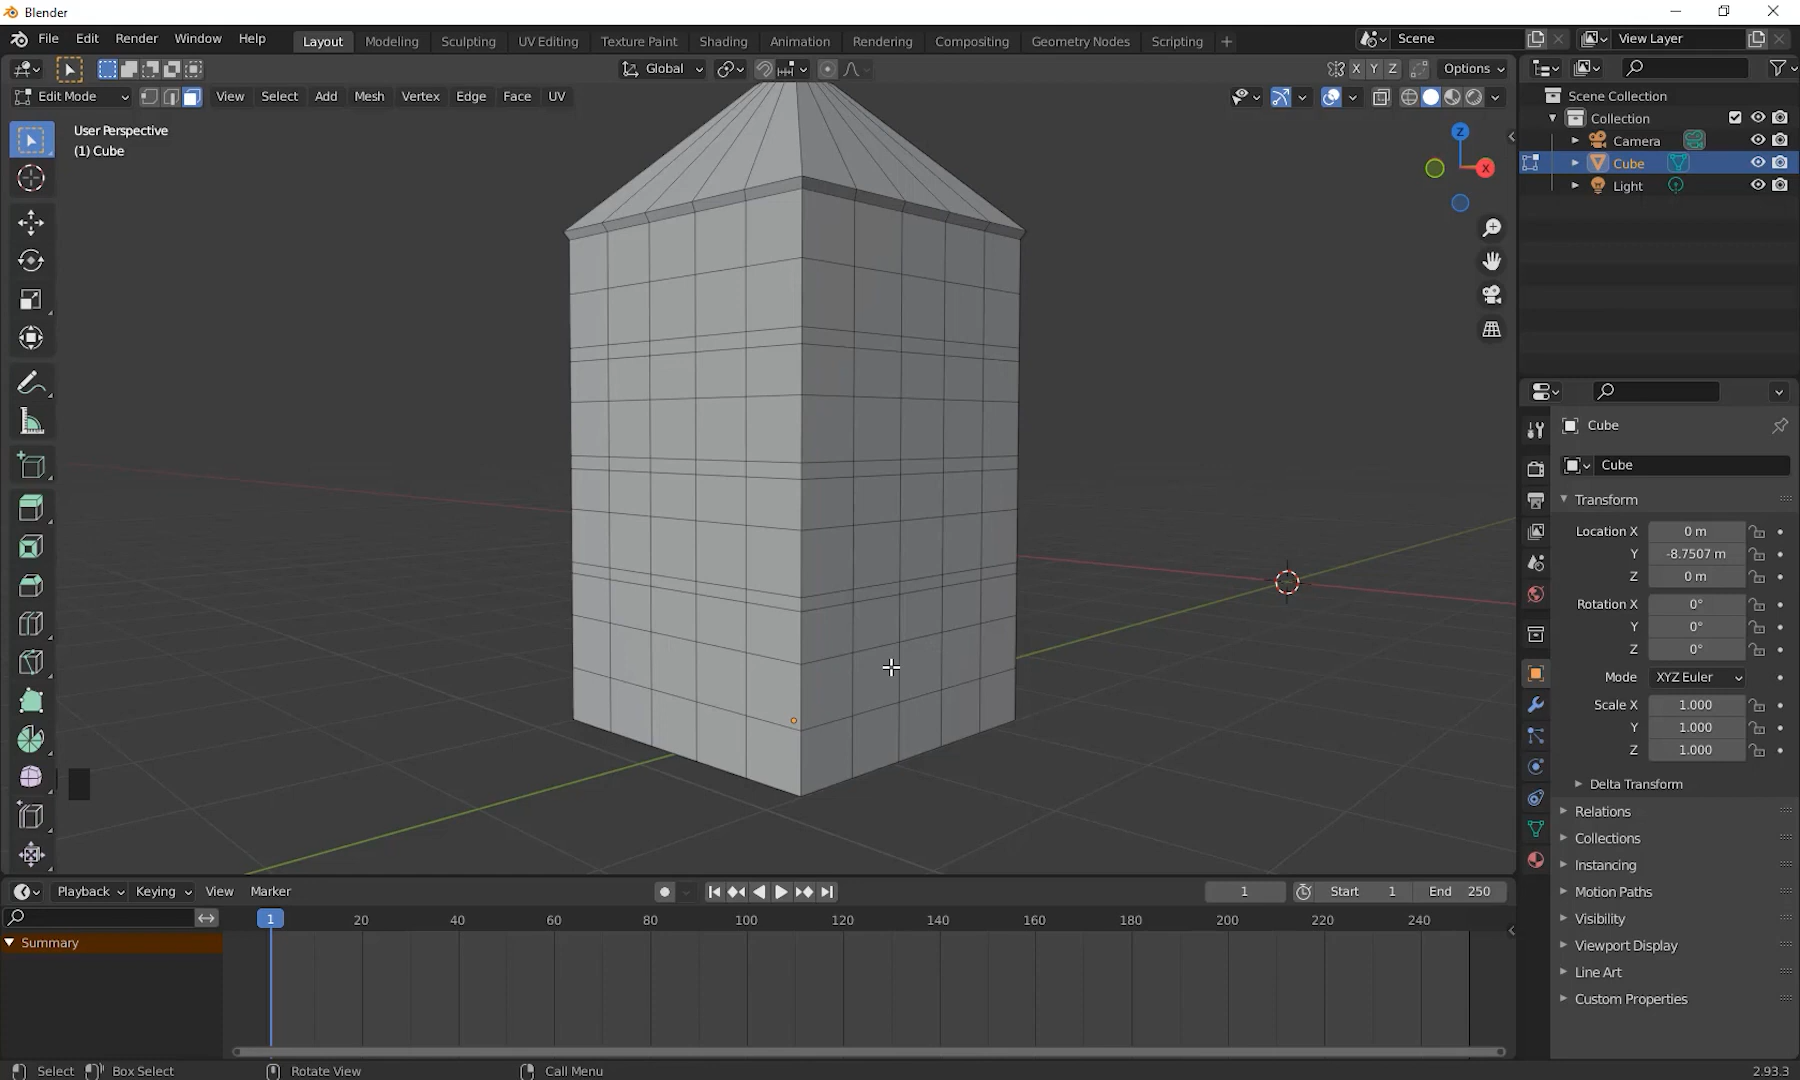 Blender
File Edit Render Window Help Layout Modeling Sculpting UV Editing Texture Paint Shading Animation Rendering Compositing Geometry Nodes Scripting + Scene View Layer
Global X Y Z Options
Edit Mode View Select Add Mesh Vertex Edge Face UV
User Perspective
(1) Cube
Z
X
Scene Collection
Collection
Camera
Cube
Light
Cube
Cube
Transform
Location X 0 m
Y -8.7507 m
Z 0 m
Rotation X 0°
Y 0°
Z 0°
Mode XYZ Euler
Scale X 1.000
Y 1.000
Z 1.000
Delta Transform
Relations
Collections
Instancing
Motion Paths
Visibility
Viewport Display
Line Art
Custom Properties
Playback Keying View Marker 1 Start 1 End 250
1 20 40 60 80 100 120 140 160 180 200 220 240
Summary
Select Box Select Rotate View Call Menu 2.93.3